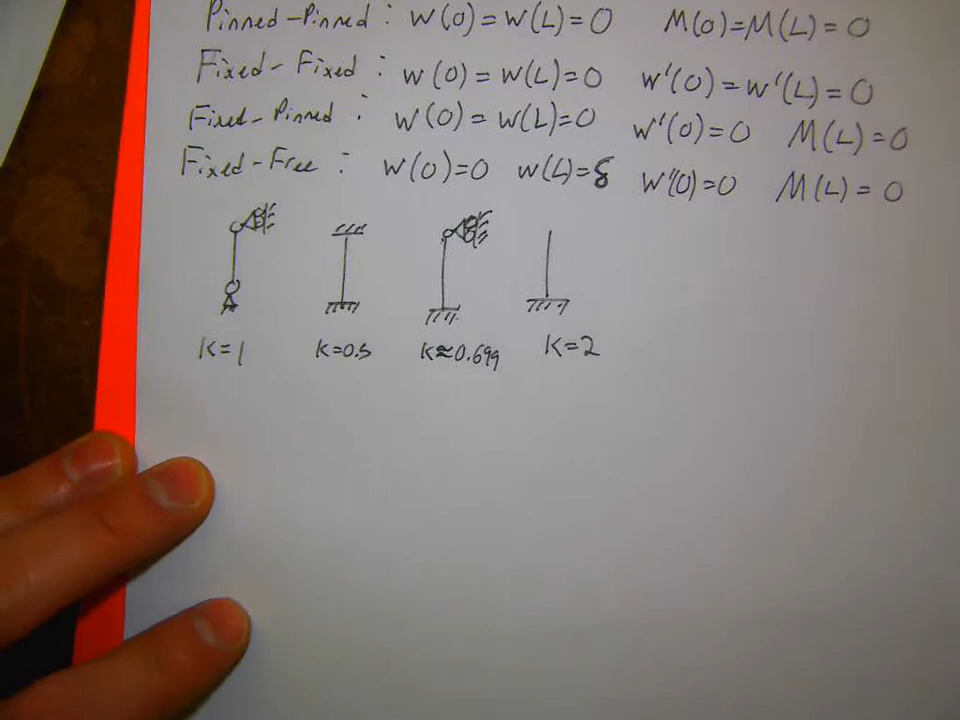 Pinned-Pinned: w(0)=w(L)=0 M(0)=M(L)=0
Fixed-Fixed: w(0)=w(L)=0 w'(0)=w'(L)=0
Fixed-Pinned: w(0)=w(L)=0 w'(0)=0 M(L)=0
Fixed-Free: w(0)=0 w(L)=δ w'(0)=0 M(L)=0
K=1 K=0.5 K≈0.699 K=2